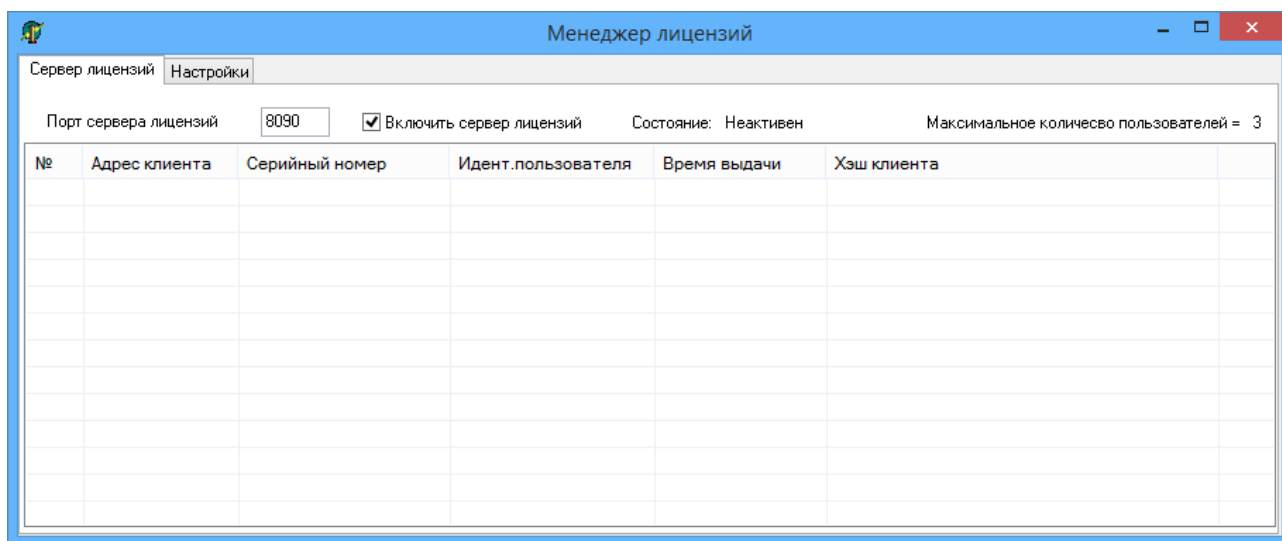 Менеджер лицензий
Сервер лицензий Настройки
Порт сервера лицензий 8090 Включить сервер лицензий Состояние: Неактивен Максимальное количесво пользователей = 3
№ Адрес клиента Серийный номер Идент.пользователя Время выдачи Хэш клиента